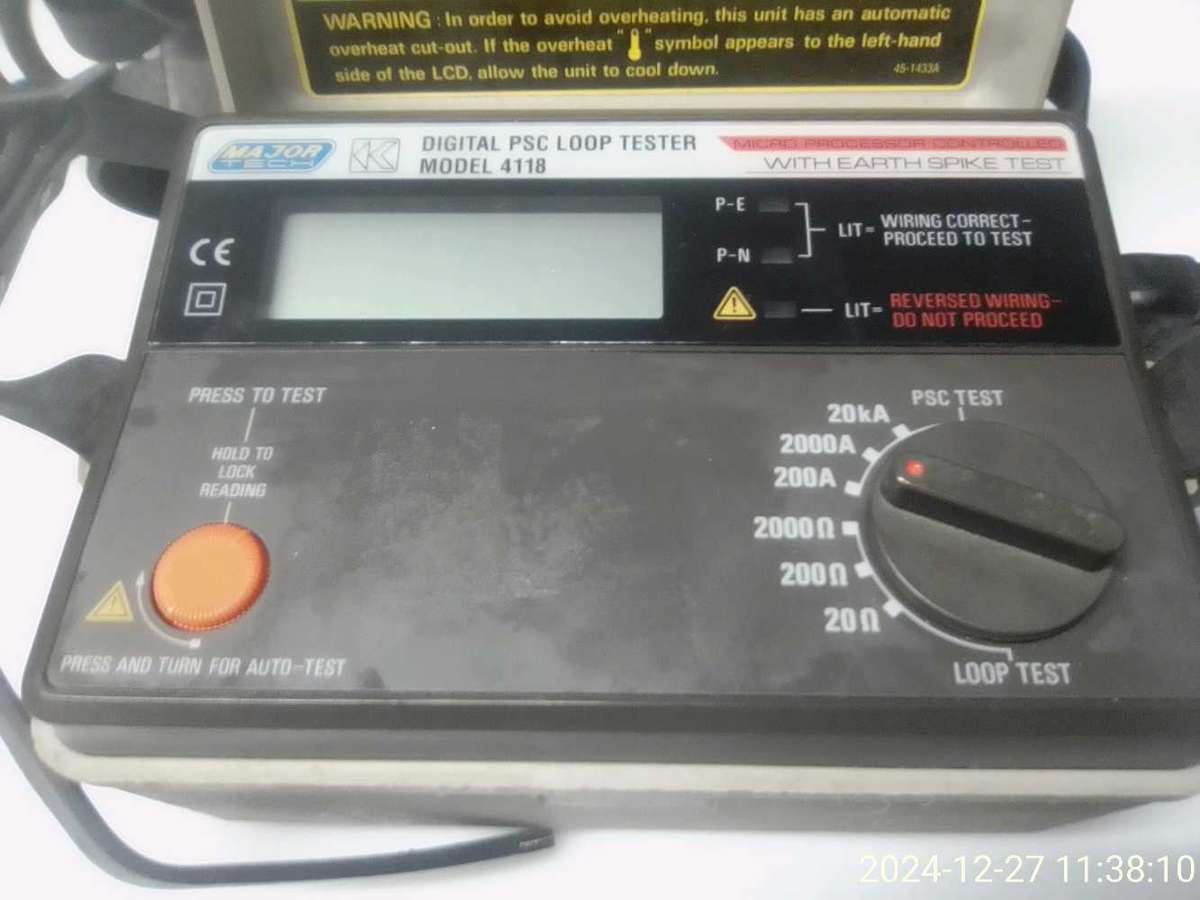 WARNING : In order to avoid overheating, this unit has an automatic
overheat cut-out. If the overheat " " symbol appears to the left-hand
side of the LCD, allow the unit to cool down.
45-1433A
MAJOR
TECH
K
DIGITAL PSC LOOP TESTER
MODEL 4118
MICRO PROCESSOR CONTROLLED
WITH EARTH SPIKE TEST
CE
P-E
P-N
LIT= WIRING CORRECT-
PROCEED TO TEST
LIT= REVERSED WIRING-
DO NOT PROCEED
PRESS TO TEST
HOLD TO
LOCK
READING
PRESS AND TURN FOR AUTO-TEST
PSC TEST
20kA
2000A
200A
2000Ω
200Ω
20Ω
LOOP TEST
2024-12-27 11:38:10